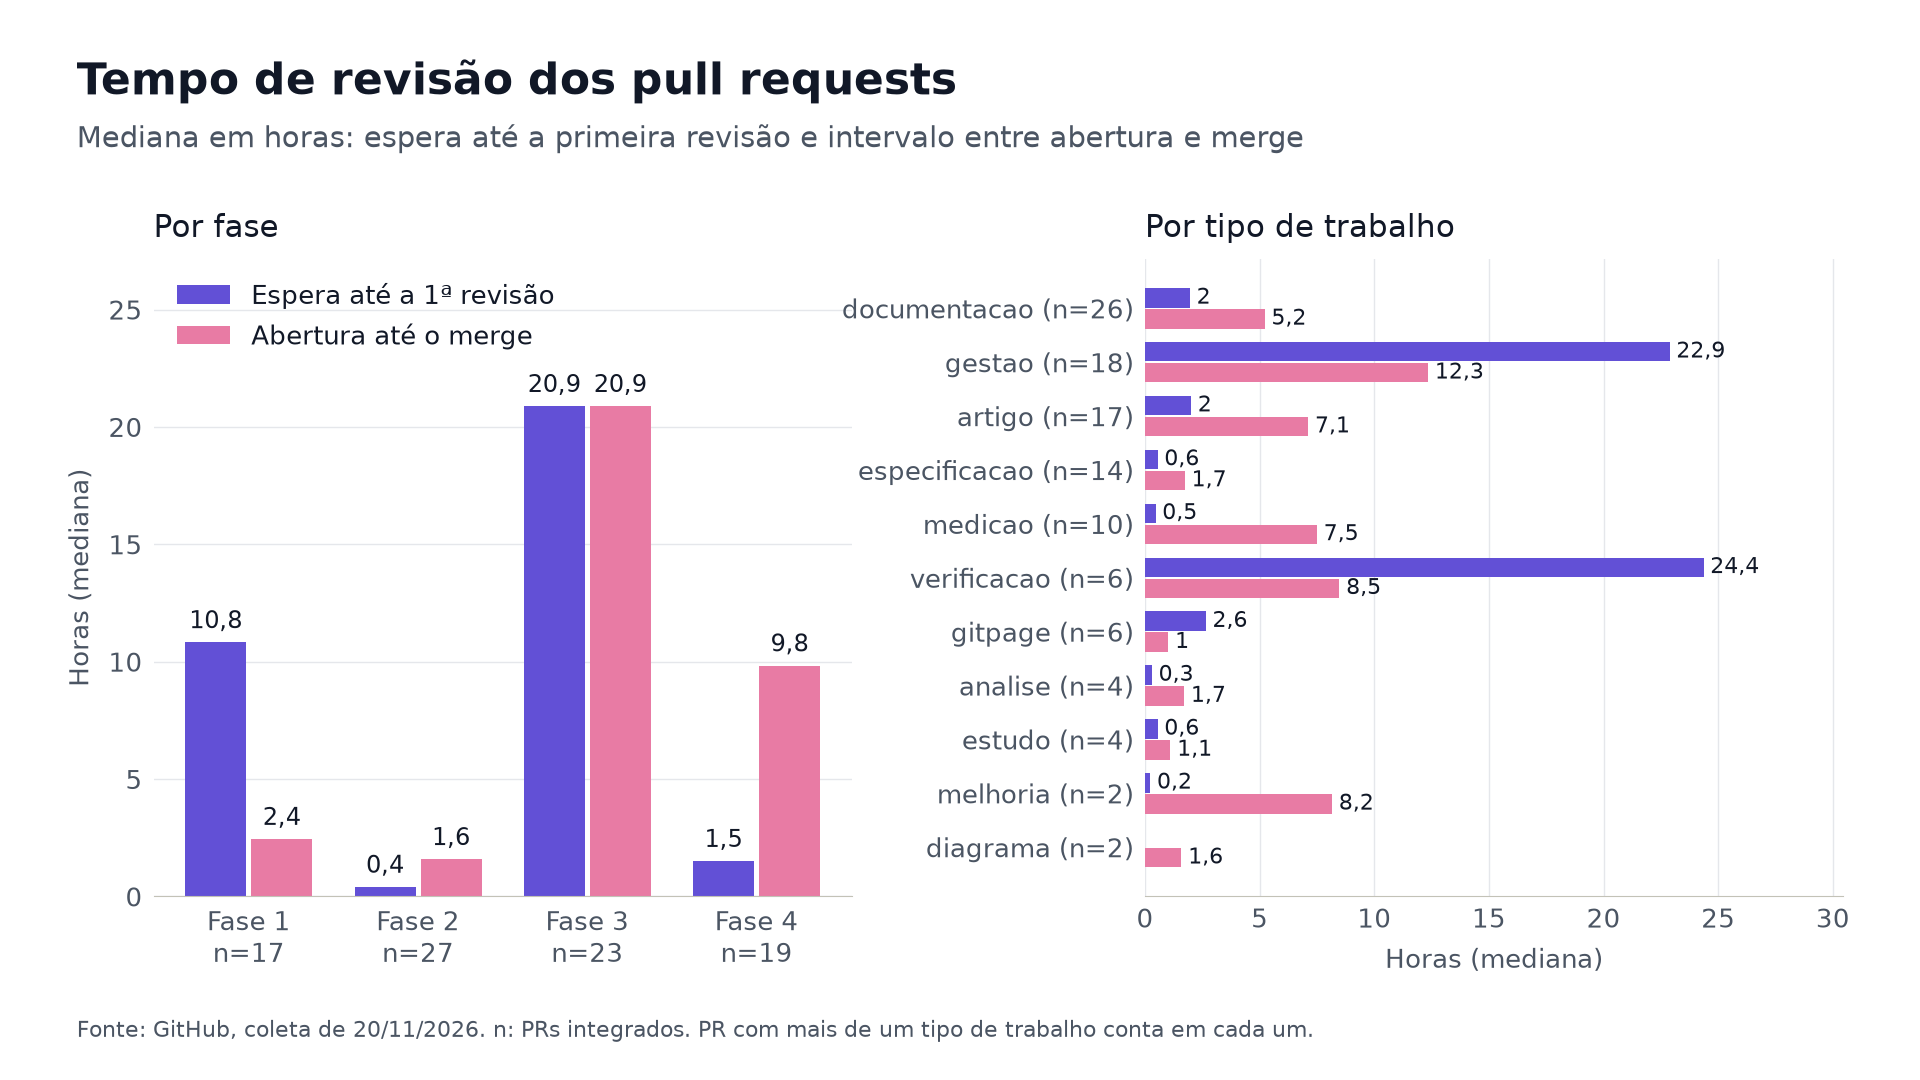 Tempo de revisão dos pull requests
Mediana em horas: espera até a primeira revisão e intervalo entre abertura e merge
Por fase
Espera até a 1ª revisão
Abertura até o merge
Horas (mediana)
25
20
15
10
5
0
10,8
2,4
0,4
1,6
20,9
20,9
1,5
9,8
Fase 1
n=17
Fase 2
n=27
Fase 3
n=23
Fase 4
n=19
Por tipo de trabalho
documentacao (n=26)
2
5,2
gestao (n=18)
22,9
12,3
artigo (n=17)
2
7,1
especificacao (n=14)
0,6
1,7
medicao (n=10)
0,5
7,5
verificacao (n=6)
24,4
8,5
gitpage (n=6)
2,6
1
analise (n=4)
0,3
1,7
estudo (n=4)
0,6
1,1
melhoria (n=2)
0,2
8,2
diagrama (n=2)
1,6
0
5
10
15
20
25
30
Horas (mediana)
Fonte: GitHub, coleta de 20/11/2026. n: PRs integrados. PR com mais de um tipo de trabalho conta em cada um.